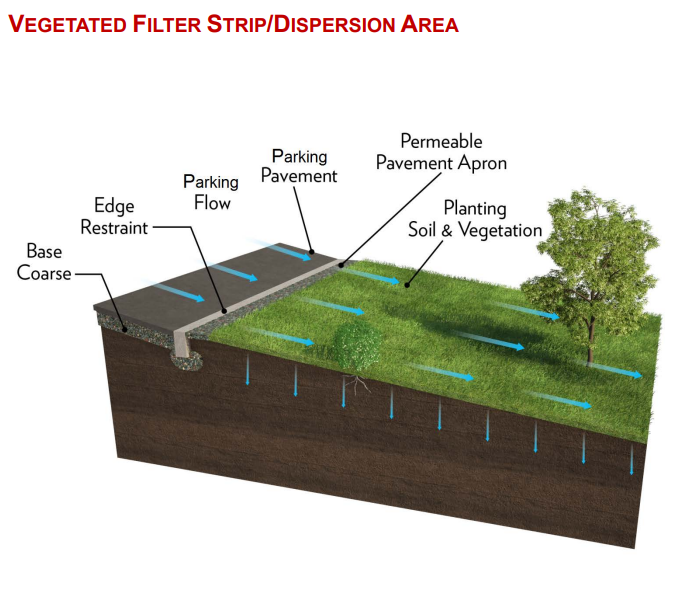 VEGETATED FILTER STRIP/DISPERSION AREA
Permeable
Pavement Apron
Parking
Pavement
Parking
Flow
Planting
Soil & Vegetation
Edge
Restraint
Base
Coarse